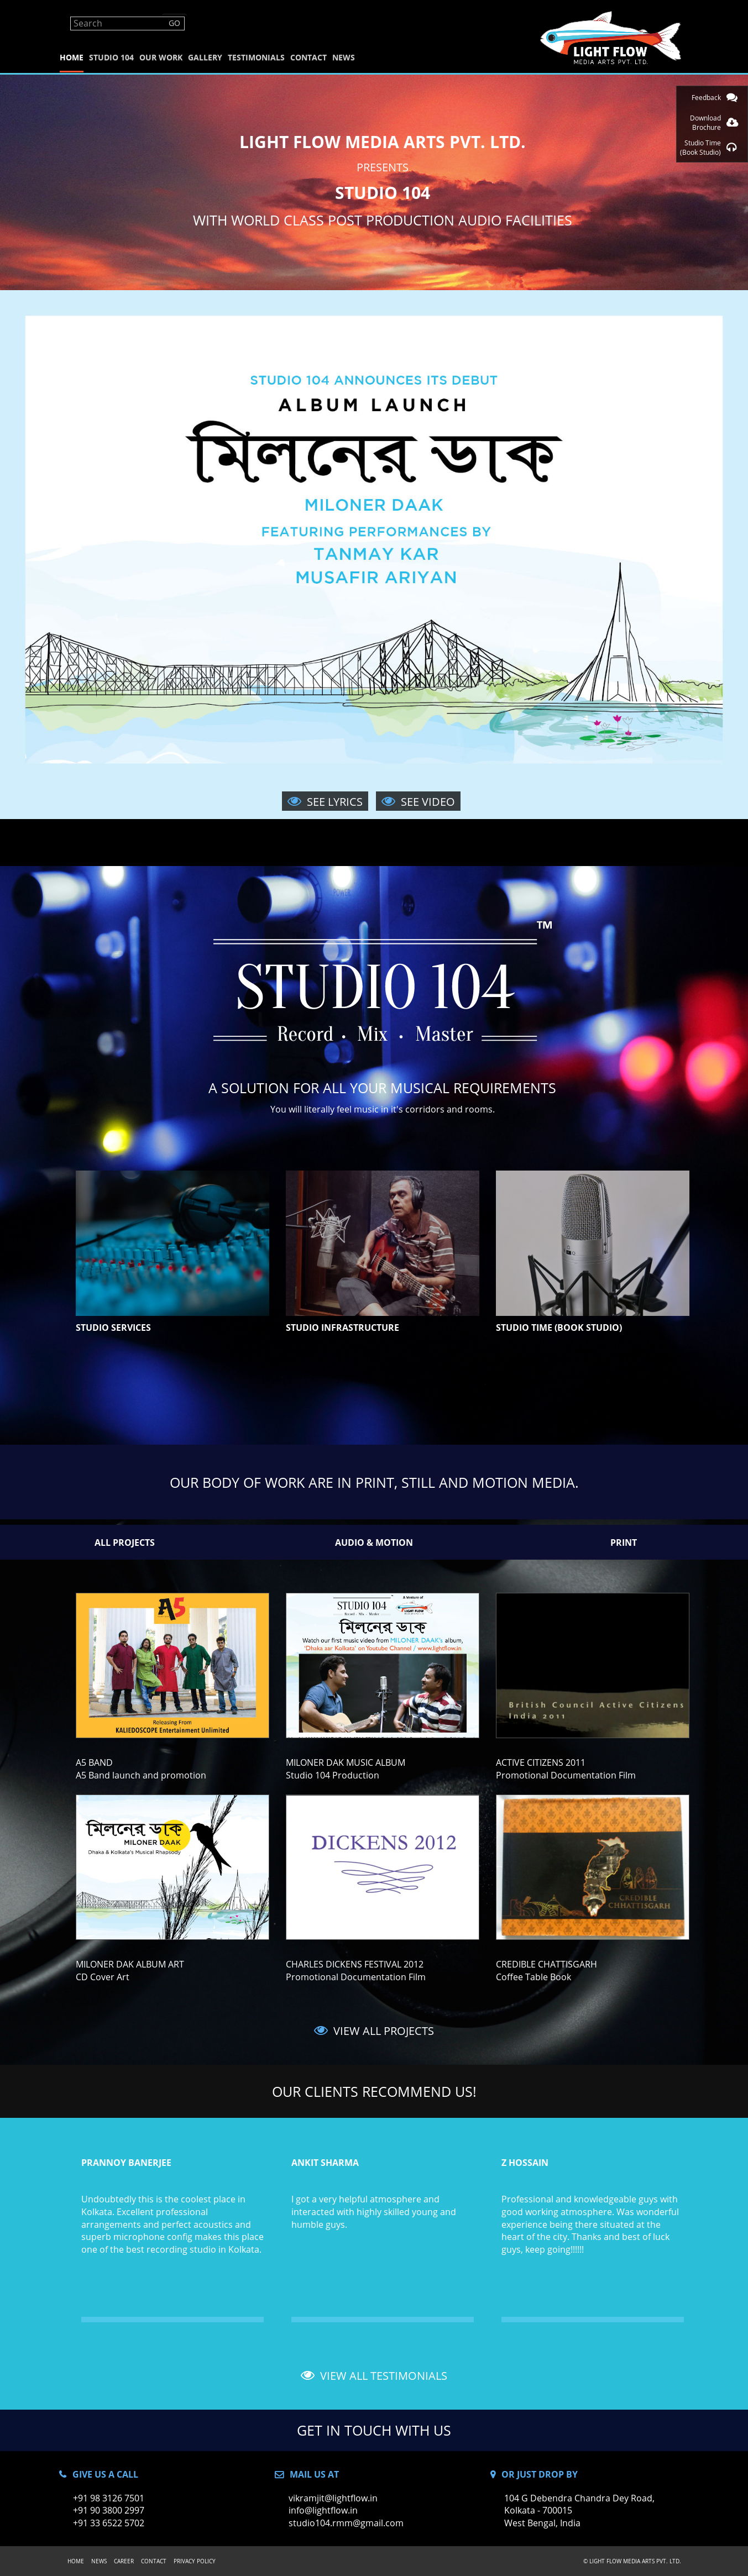 Search GO
HOME STUDIO 104 OUR WORK GALLERY TESTIMONIALS CONTACT NEWS
LIGHT FLOW
MEDIA ARTS PVT. LTD.
Feedback
Download
Brochure
Studio Time
(Book Studio)
LIGHT FLOW MEDIA ARTS PVT. LTD.
PRESENTS
STUDIO 104
WITH WORLD CLASS POST PRODUCTION AUDIO FACILITIES
STUDIO 104 ANNOUNCES ITS DEBUT
ALBUM LAUNCH
মিলনের ডাক
MILONER DAAK
FEATURING PERFORMANCES BY
TANMAY KAR
MUSAFIR ARIYAN
SEE LYRICS SEE VIDEO
TM
STUDIO 104
Record • Mix • Master
A SOLUTION FOR ALL YOUR MUSICAL REQUIREMENTS
You will literally feel music in it's corridors and rooms.
STUDIO SERVICES
STUDIO INFRASTRUCTURE
STUDIO TIME (BOOK STUDIO)
OUR BODY OF WORK ARE IN PRINT, STILL AND MOTION MEDIA.
ALL PROJECTS AUDIO & MOTION PRINT
A5
Releasing From
KALIEDOSCOPE Entertainment Unlimited
STUDIO 104
Record • Mix • Master
মিলনের ডাক
Watch our first music video from MILONER DAAK's album,
'Dhaka aar Kolkata' on Youtube Channel / www.lightflow.in
British Council Active Citizens
India 2011
A5 BAND
A5 Band launch and promotion
MILONER DAK MUSIC ALBUM
Studio 104 Production
ACTIVE CITIZENS 2011
Promotional Documentation Film
মিলনের ডাক
MILONER DAAK
Dhaka & Kolkata's Musical Rhapsody
DICKENS 2012
CREDIBLE
CHHATTISGARH
MILONER DAK ALBUM ART
CD Cover Art
CHARLES DICKENS FESTIVAL 2012
Promotional Documentation Film
CREDIBLE CHATTISGARH
Coffee Table Book
VIEW ALL PROJECTS
OUR CLIENTS RECOMMEND US!
PRANNOY BANERJEE
Undoubtedly this is the coolest place in
Kolkata. Excellent professional
arrangements and perfect acoustics and
superb microphone config makes this place
one of the best recording studio in Kolkata.
ANKIT SHARMA
I got a very helpful atmosphere and
interacted with highly skilled young and
humble guys.
Z HOSSAIN
Professional and knowledgeable guys with
good working atmosphere. Was wonderful
experience being there situated at the
heart of the city. Thanks and best of luck
guys, keep going!!!!!!
VIEW ALL TESTIMONIALS
GET IN TOUCH WITH US
GIVE US A CALL
+91 98 3126 7501
+91 90 3800 2997
+91 33 6522 5702
MAIL US AT
vikramjit@lightflow.in
info@lightflow.in
studio104.rmm@gmail.com
OR JUST DROP BY
104 G Debendra Chandra Dey Road,
Kolkata - 700015
West Bengal, India
HOME NEWS CAREER CONTACT PRIVACY POLICY
© LIGHT FLOW MEDIA ARTS PVT. LTD.